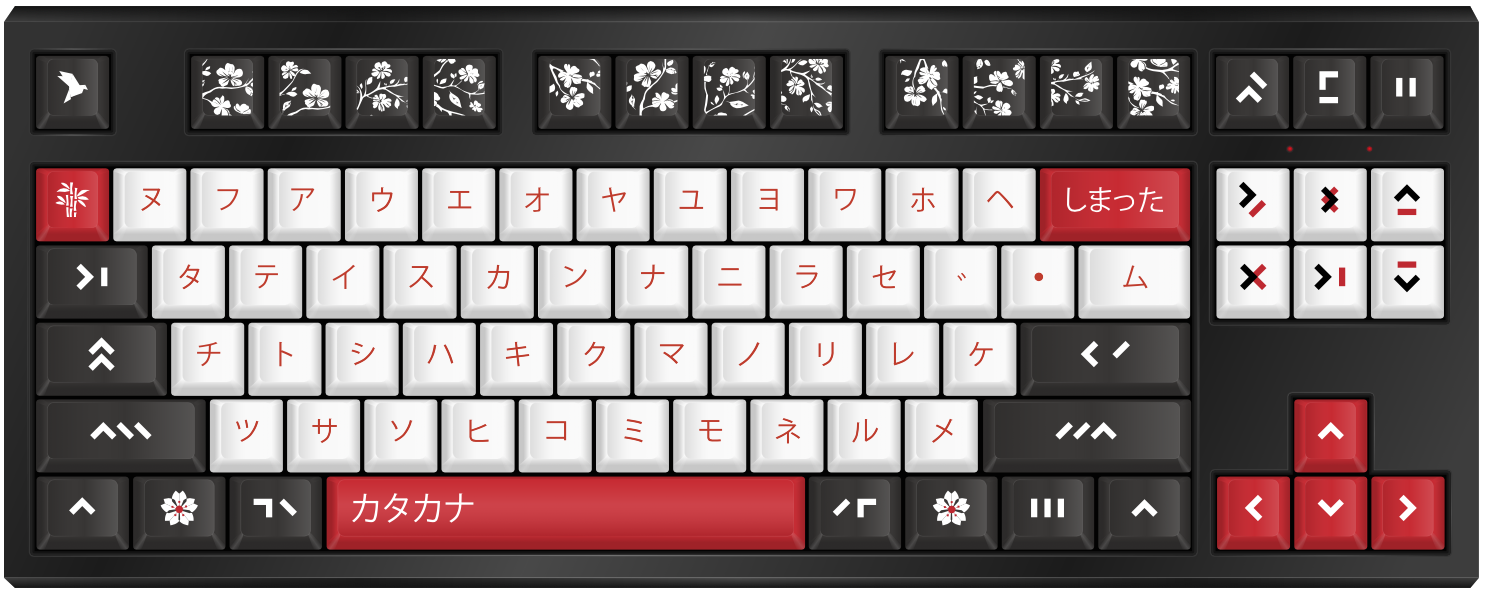 ヌ フ ア ウ エ オ ヤ ユ ヨ ワ ホ ヘ しまった
タ テ イ ス カ ン ナ ニ ラ セ ゛ ・ ム
チ ト シ ハ キ ク マ ノ リ レ ケ
ツ サ ソ ヒ コ ミ モ ネ ル メ
カタカナ